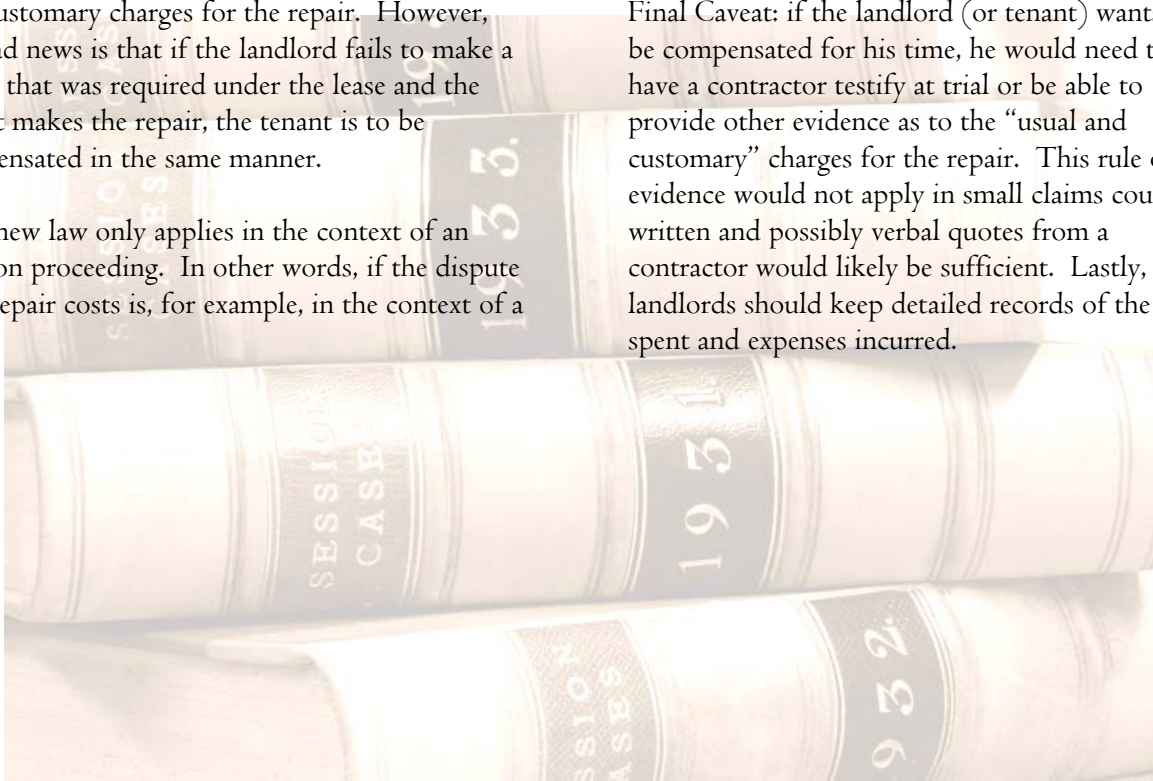 ustomary charges for the repair. However,
ad news is that if the landlord fails to make a
that was required under the lease and the
t makes the repair, the tenant is to be
ensated in the same manner.
new law only applies in the context of an
on proceeding. In other words, if the dispute
epair costs is, for example, in the context of a
Final Caveat: if the landlord (or tenant) want
be compensated for his time, he would need t
have a contractor testify at trial or be able to
provide other evidence as to the “usual and
customary” charges for the repair. This rule
evidence would not apply in small claims cou
written and possibly verbal quotes from a
contractor would likely be sufficient. Lastly,
landlords should keep detailed records of the
spent and expenses incurred.
19
1933.
SESSION
CASES
SESSION
CASES
1931.
SSION
ASES
932.